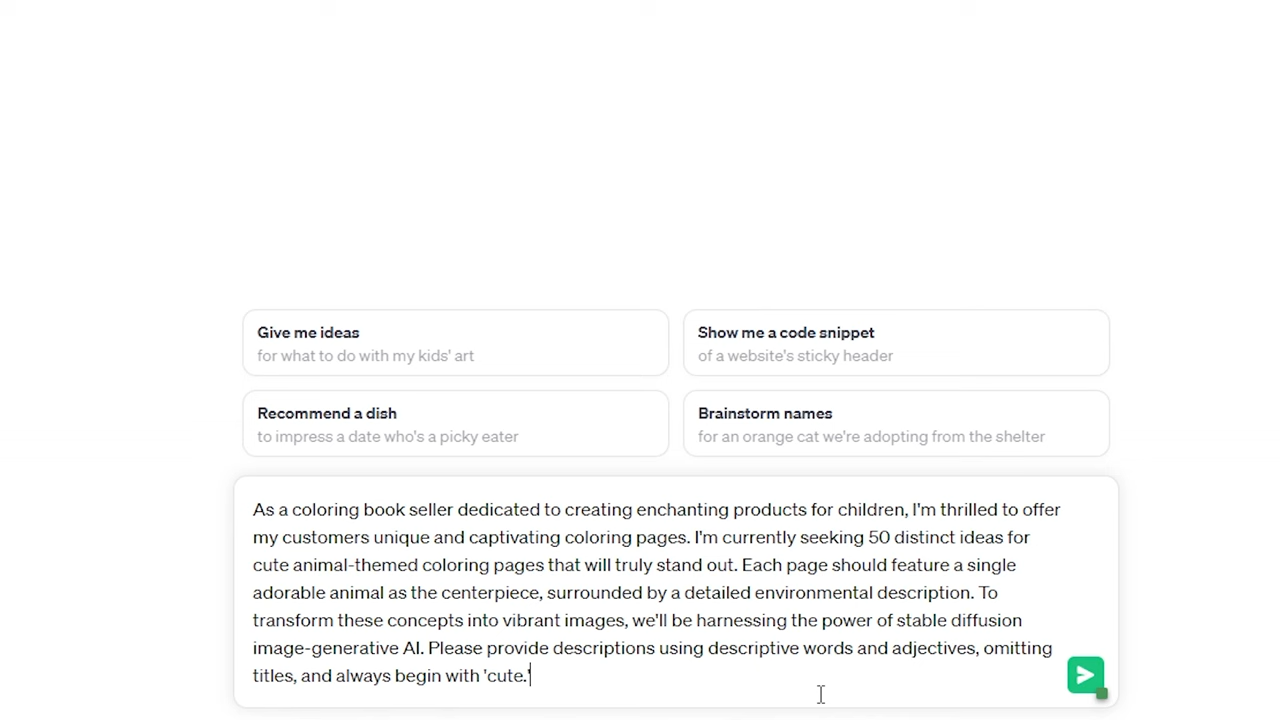 Give me ideas
for what to do with my kids' art
Show me a code snippet
of a website's sticky header
Recommend a dish
to impress a date who's a picky eater
Brainstorm names
for an orange cat we're adopting from the shelter
As a coloring book seller dedicated to creating enchanting products for children, I'm thrilled to offer
my customers unique and captivating coloring pages. I'm currently seeking 50 distinct ideas for
cute animal-themed coloring pages that will truly stand out. Each page should feature a single
adorable animal as the centerpiece, surrounded by a detailed environmental description. To
transform these concepts into vibrant images, we'll be harnessing the power of stable diffusion
image-generative AI. Please provide descriptions using descriptive words and adjectives, omitting
titles, and always begin with 'cute.'